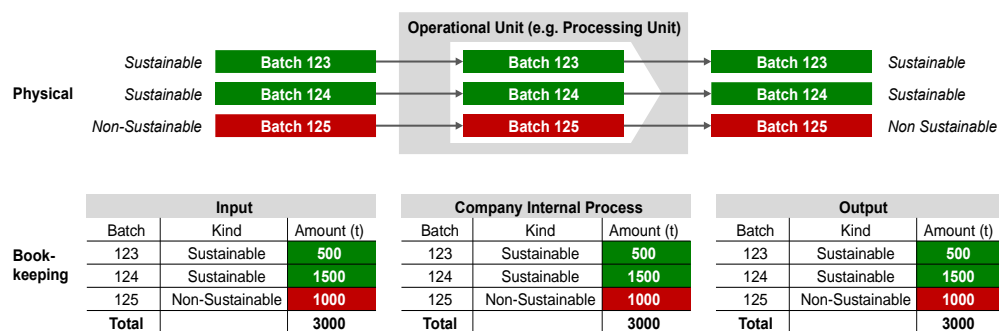 Operational Unit (e.g. Processing Unit)
Sustainable Batch 123 Batch 123 Batch 123 Sustainable
Physical Sustainable Batch 124 Batch 124 Batch 124 Sustainable
Non-Sustainable Batch 125 Batch 125 Batch 125 Non Sustainable
Input Company Internal Process Output
Batch Kind Amount (t) Batch Kind Amount (t) Batch Kind Amount (t)
123 Sustainable 500 123 Sustainable 500 123 Sustainable 500
Book-
keeping
124 Sustainable 1500 124 Sustainable 1500 124 Sustainable 1500
125 Non-Sustainable 1000 125 Non-Sustainable 1000 125 Non-Sustainable 1000
Total 3000 Total 3000 Total 3000